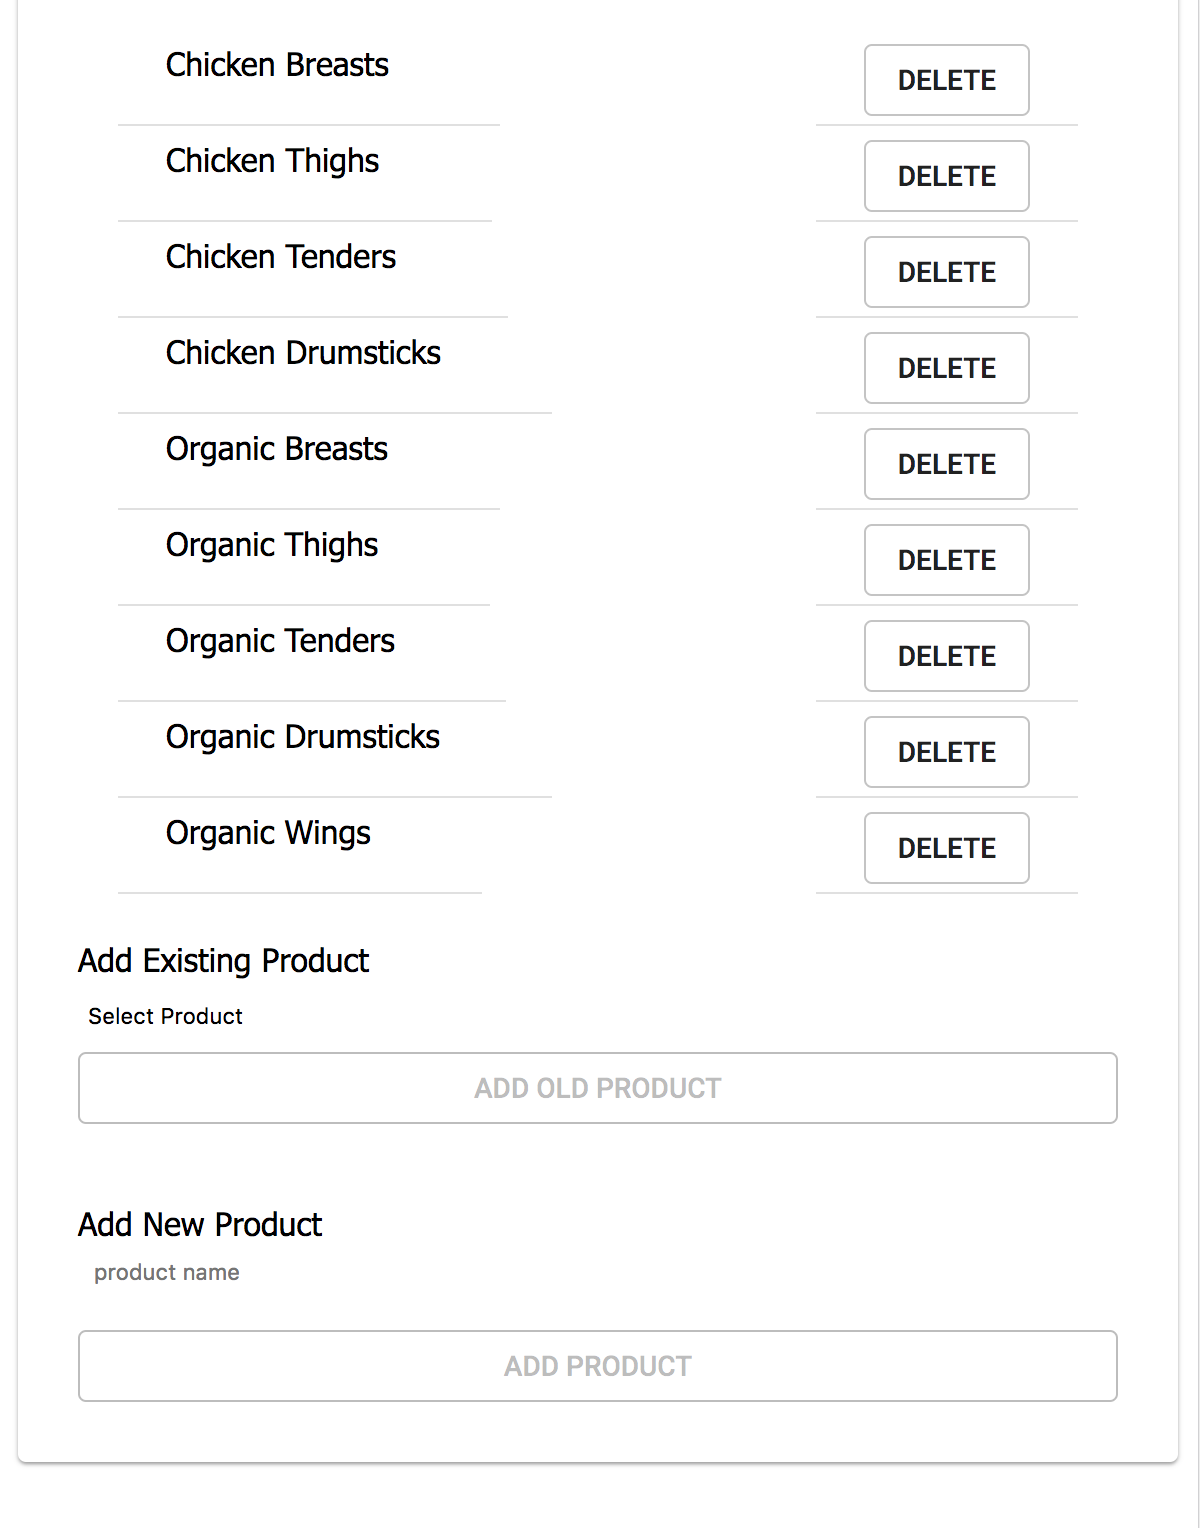 Chicken Breasts DELETE
Chicken Thighs DELETE
Chicken Tenders DELETE
Chicken Drumsticks DELETE
Organic Breasts DELETE
Organic Thighs DELETE
Organic Tenders DELETE
Organic Drumsticks DELETE
Organic Wings DELETE
Add Existing Product
Select Product
ADD OLD PRODUCT
Add New Product
product name
ADD PRODUCT